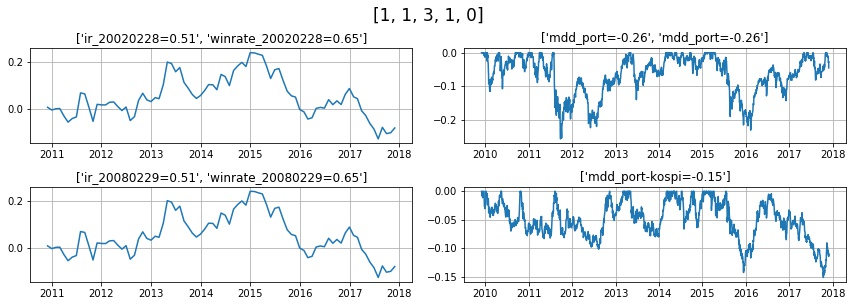 [1, 1, 3, 1, 0]
['ir_20020228=0.51', 'winrate_20020228=0.65']
0.2
0.0
2011 2012 2013 2014 2015 2016 2017 2018
['mdd_port=-0.26', 'mdd_port=-0.26']
0.0
−0.1
−0.2
2010 2011 2012 2013 2014 2015 2016 2017 2018
['ir_20080229=0.51', 'winrate_20080229=0.65']
0.2
0.0
2011 2012 2013 2014 2015 2016 2017 2018
['mdd_port-kospi=-0.15']
0.00
−0.05
−0.10
−0.15
2010 2011 2012 2013 2014 2015 2016 2017 2018